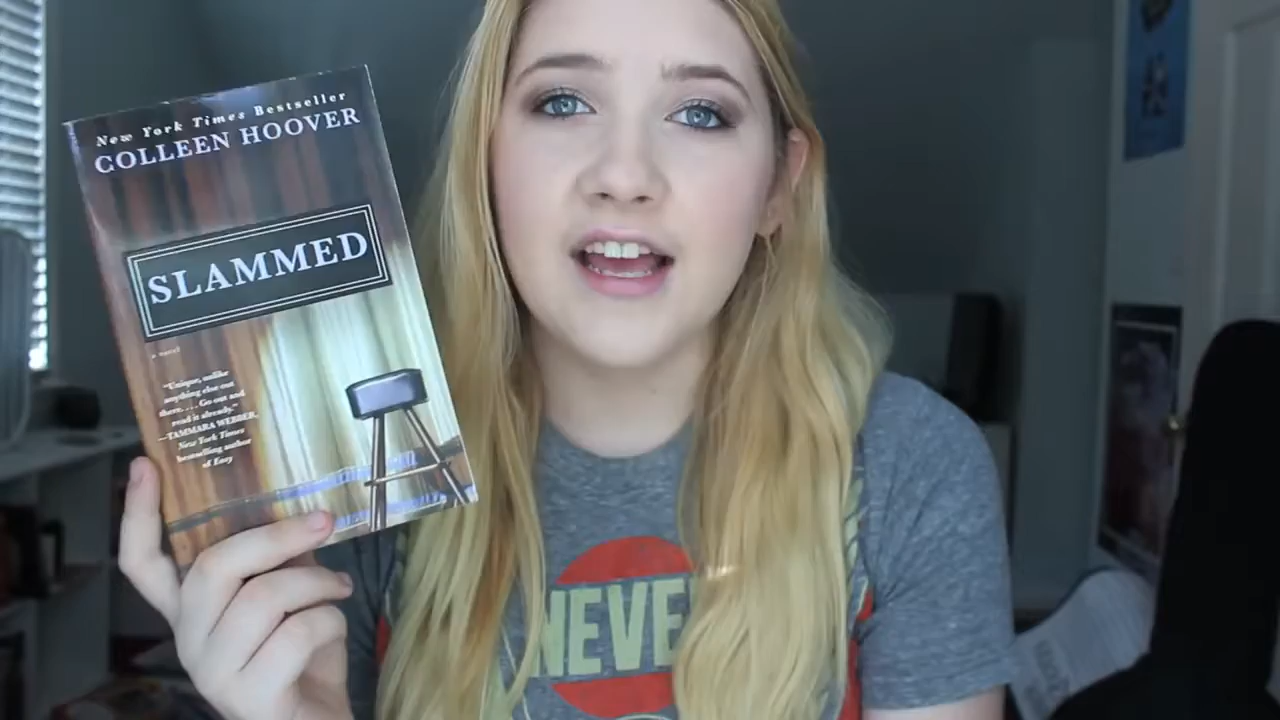 New York Times Bestseller
COLLEEN HOOVER
SLAMMED
a novel
"Unique, unlike
anything else out
there. . . . Go out and
read it already."
—TAMMARA WEBBER,
New York Times
bestselling author
of Easy
NEVE